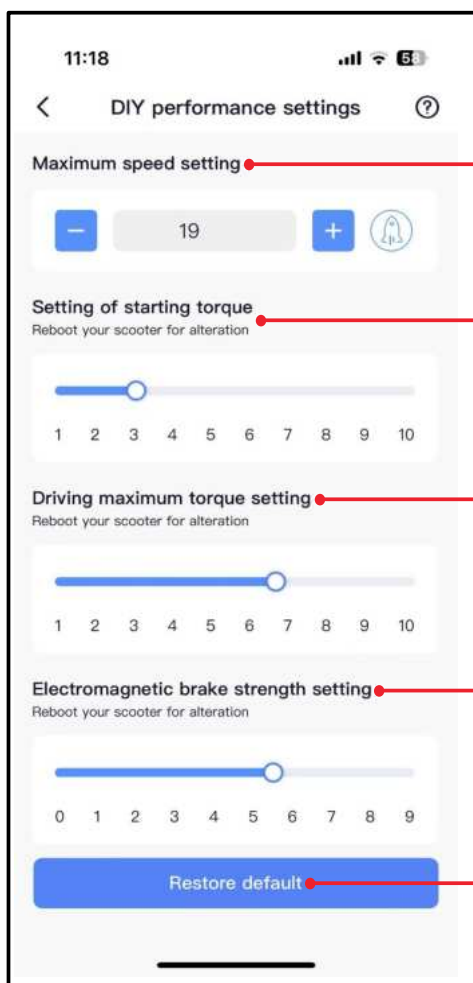 11:18 58
DIY performance settings ?
Maximum speed setting
− 19 +
Setting of starting torque
Reboot your scooter for alteration
1 2 3 4 5 6 7 8 9 10
Driving maximum torque setting
Reboot your scooter for alteration
1 2 3 4 5 6 7 8 9 10
Electromagnetic brake strength setting
Reboot your scooter for alteration
0 1 2 3 4 5 6 7 8 9
Restore default